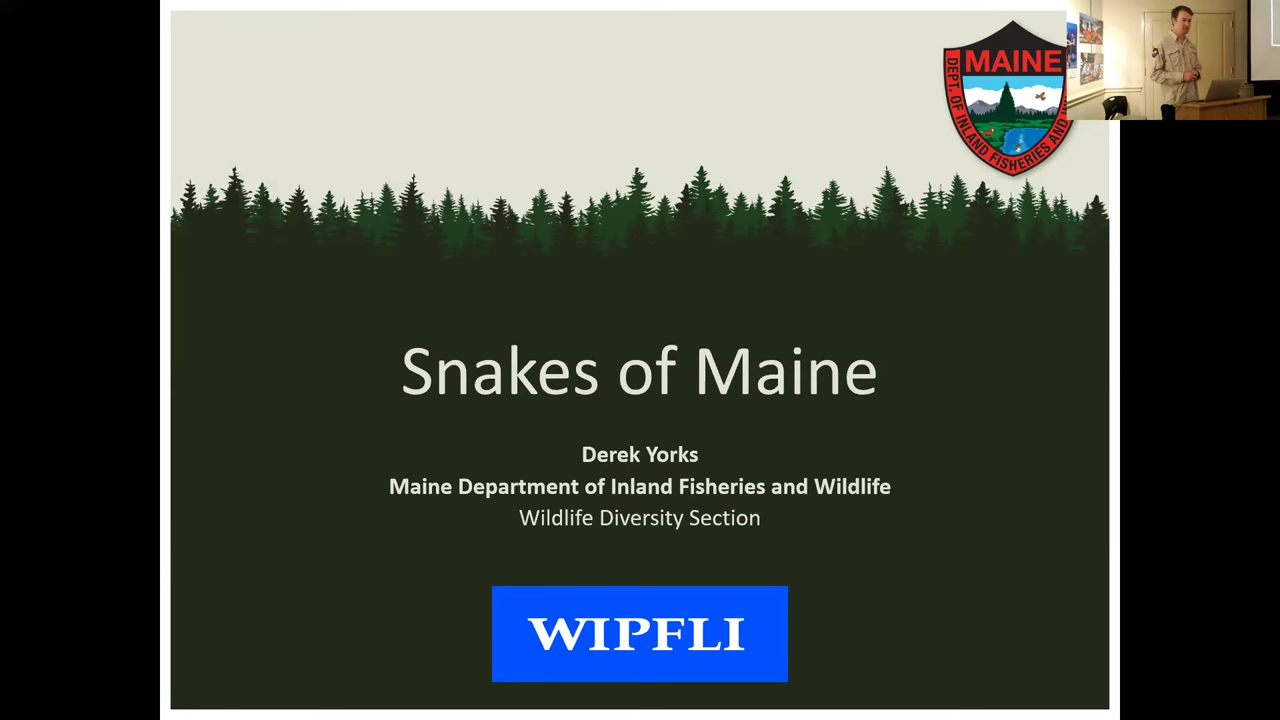 MAINE
DEPT. OF INLAND FISHERIES AND
Snakes of Maine
Derek Yorks
Maine Department of Inland Fisheries and Wildlife
Wildlife Diversity Section
WIPFLI